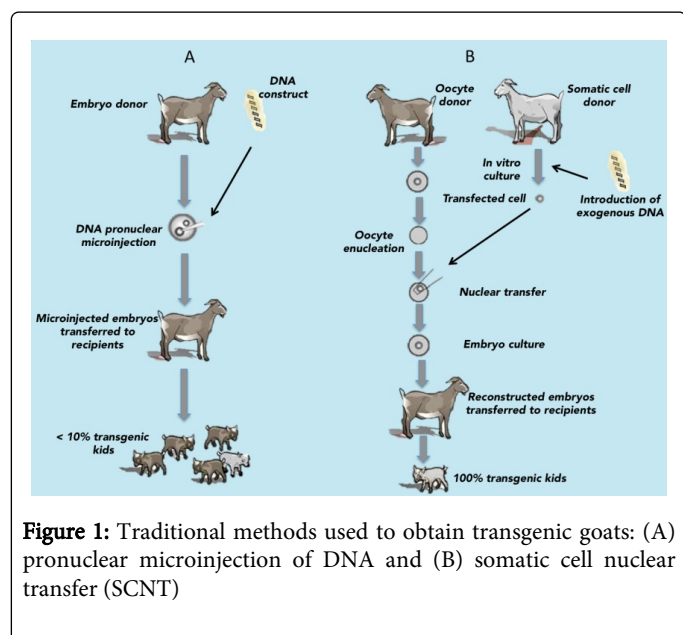 A
B
DNA
construct
Embryo donor
DNA pronuclear
microinjection
Microinjected embryos
transferred to
recipients
< 10% transgenic
kids
Oocyte
donor
Somatic cell
donor
In vitro
culture
Transfected cell
Introduction of
exogenous DNA
Oocyte
enucleation
Nuclear transfer
Embryo culture
Reconstructed embryos
transferred to recipients
100% transgenic kids
Figure 1: Traditional methods used to obtain transgenic goats: (A)
pronuclear microinjection of DNA and (B) somatic cell nuclear
transfer (SCNT)